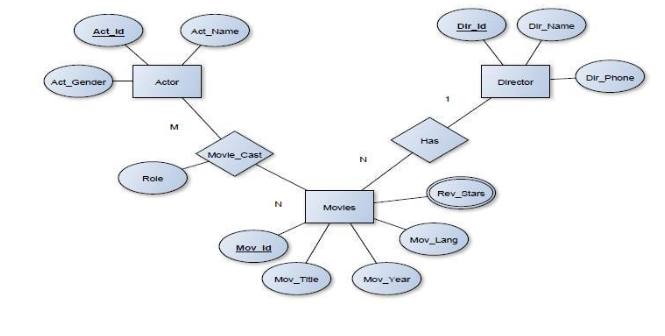 Act_Id
Act_Name
Dir_Id
Dir_Name
Act_Gender
Actor
Director
Dir_Phone
1
M
Has
Movie_Cast
N
Role
Rev_Stars
N
Movies
Mov_Id
Mov_Lang
Mov_Title
Mov_Year